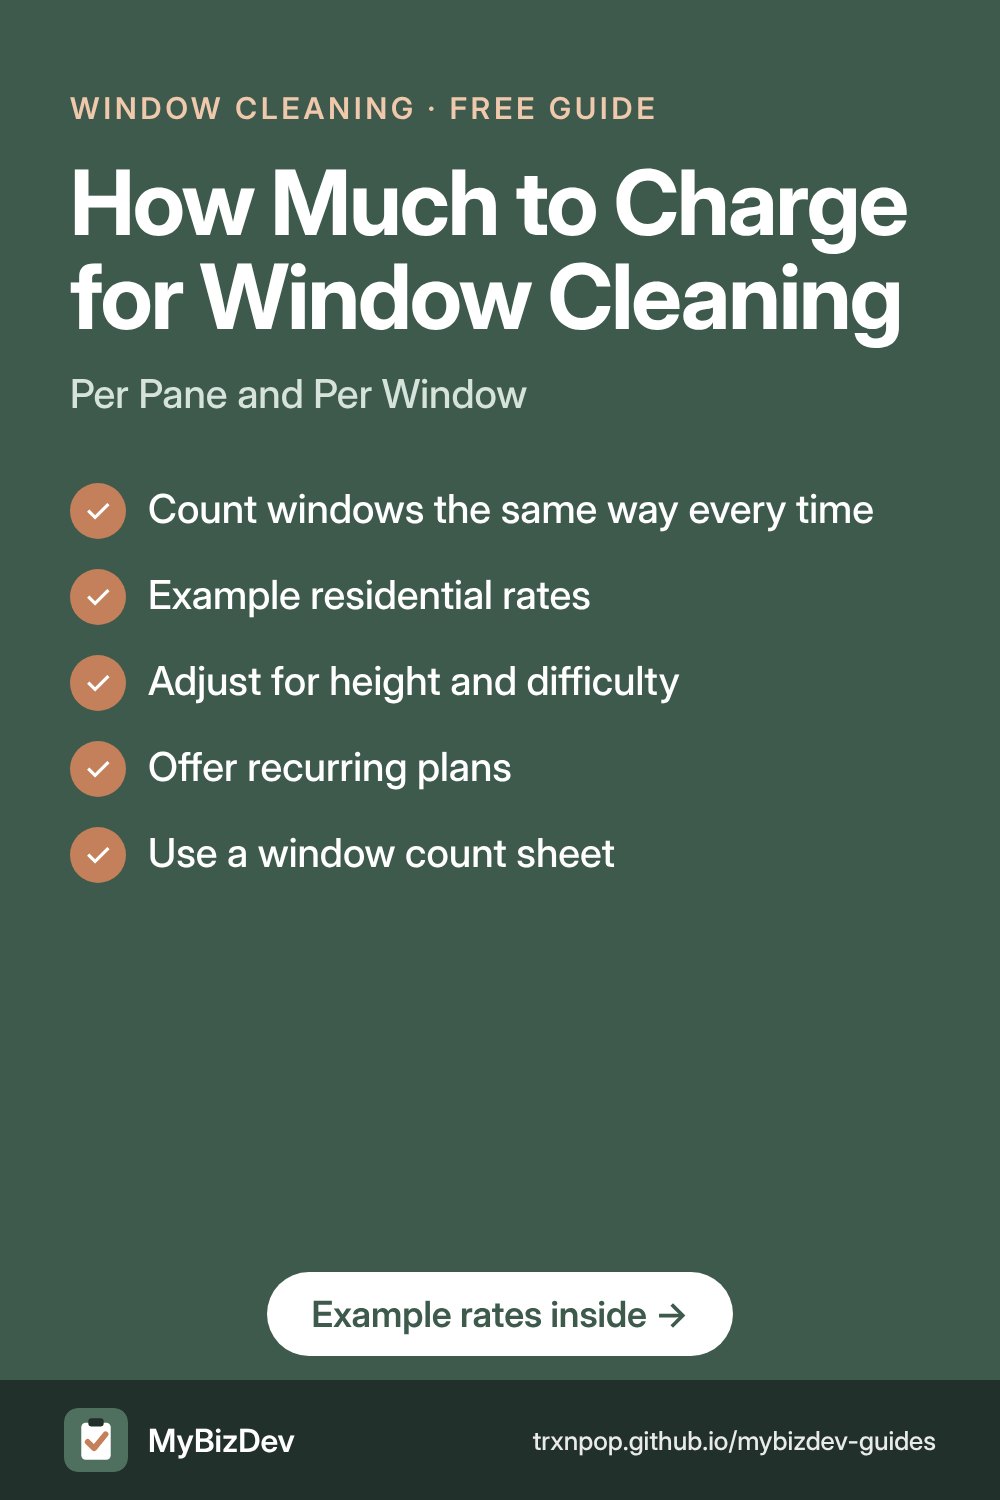 WINDOW CLEANING · FREE GUIDE
How Much to Charge
for Window Cleaning
Per Pane and Per Window
Count windows the same way every time
Example residential rates
Adjust for height and difficulty
Offer recurring plans
Use a window count sheet
Example rates inside →
MyBizDev
trxnpop.github.io/mybizdev-guides